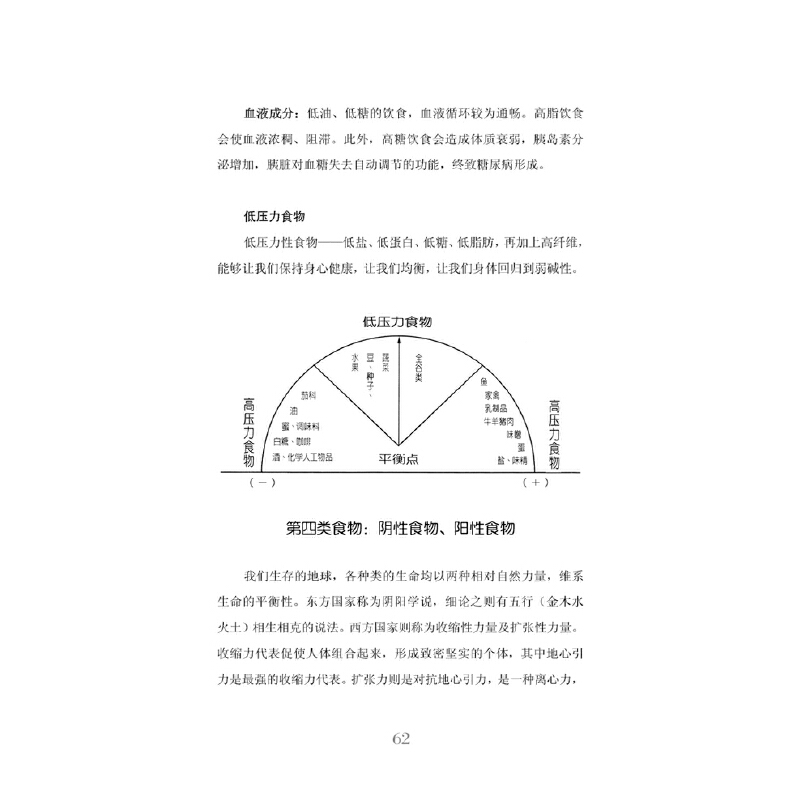 血液成分：低油、低糖的饮食，血液循环较为通畅。高脂饮食
会使血液浓稠、阻滞。此外，高糖饮食会造成体质衰弱，胰岛素分
泌增加，胰脏对血糖失去自动调节的功能，终致糖尿病形成。
低压力食物
低压力性食物——低盐、低蛋白、低糖、低脂肪，再加上高纤维，
能够让我们保持身心健康，让我们均衡，让我们身体回归到弱碱性。
低压力食物
水果
豆、种子、
蔬菜
全谷类
高压力食物
茄科
油
蜜、调味料
白糖、咖啡
酒、化学人工物品
鱼
家禽
乳制品
牛羊猪肉
味噌
蛋
盐、味精
高压力食物
平衡点
（－）
（＋）
第四类食物：阴性食物、阳性食物
我们生存的地球，各种类的生命均以两种相对自然力量，维系
生命的平衡性。东方国家称为阴阳学说，细论之则有五行（金木水
火土）相生相克的说法。西方国家则称为收缩性力量及扩张性力量。
收缩力代表促使人体组合起来，形成致密坚实的个体，其中地心引
力是最强的收缩力代表。扩张力则是对抗地心引力，是一种离心力，
62